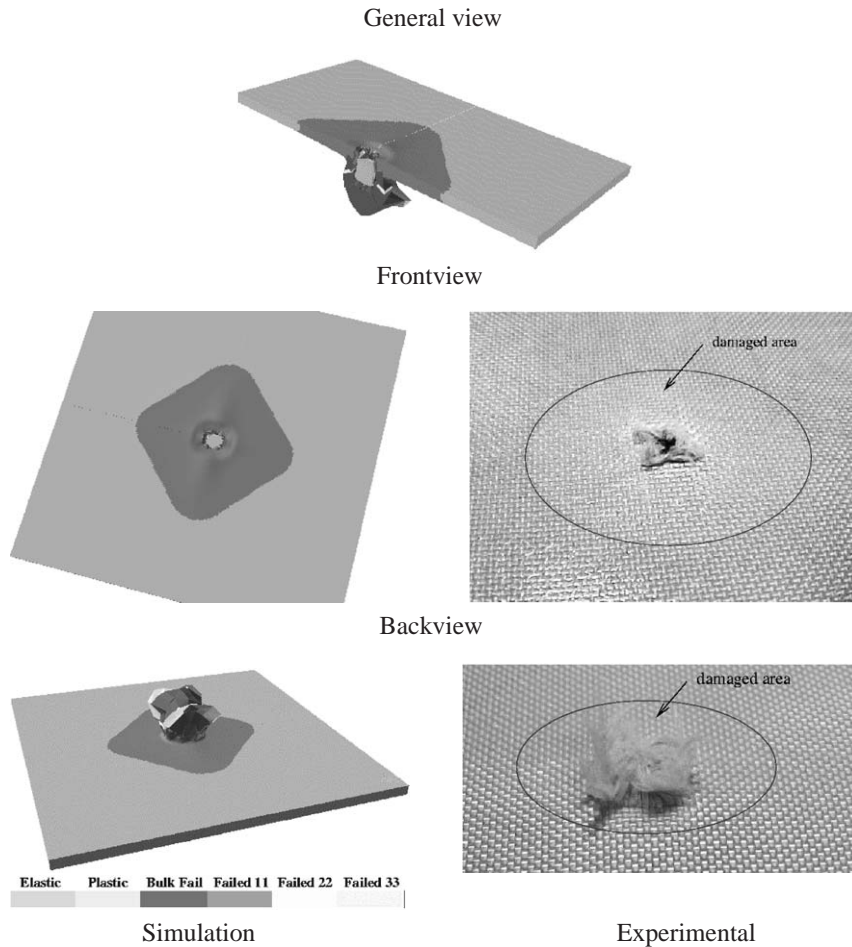 General view
Frontview
damaged area
Backview
damaged area
Elastic Plastic Bulk Fail Failed 11 Failed 22 Failed 33
Simulation Experimental